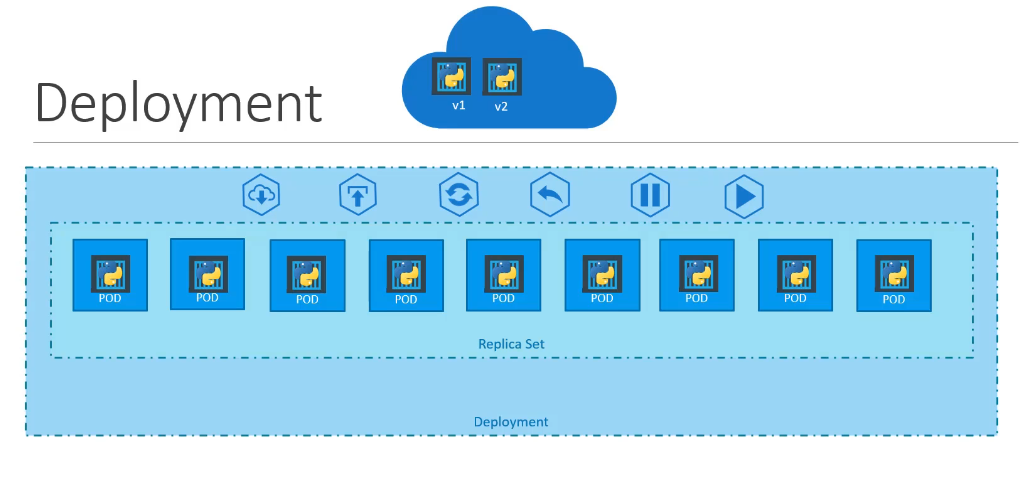 Deployment
v1 v2
POD POD POD POD POD POD POD POD POD
Replica Set
Deployment